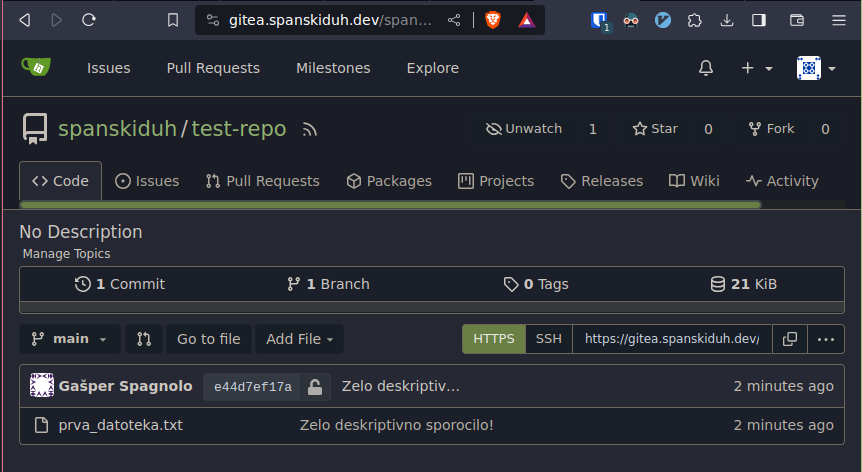 gitea.spanskiduh.dev/span...
1
Issues Pull Requests Milestones Explore
spanskiduh/test-repo
Unwatch 1 Star 0 Fork 0
Code Issues Pull Requests Packages Projects Releases Wiki Activity
No Description
Manage Topics
1 Commit 1 Branch 0 Tags 21 KiB
main Go to file Add File HTTPS SSH https://gitea.spanskiduh.dev/
Gašper Spagnolo e44d7ef17a Zelo deskriptiv... 2 minutes ago
prva_datoteka.txt Zelo deskriptivno sporocilo! 2 minutes ago